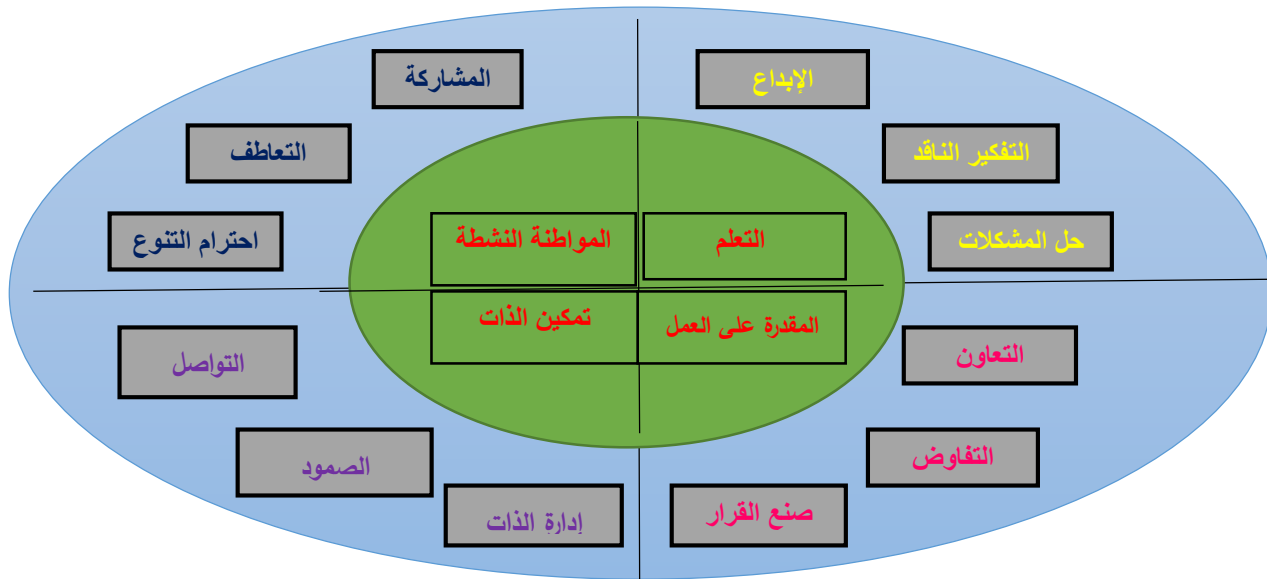 الإبداع
المشاركة
التفكير الناقد
التعاطف
حل المشكلات
التعلم
المواطنة النشطة
احترام التنوع
التعاون
المقدرة على العمل
تمكين الذات
التواصل
التفاوض
الصمود
صنع القرار
إدارة الذات